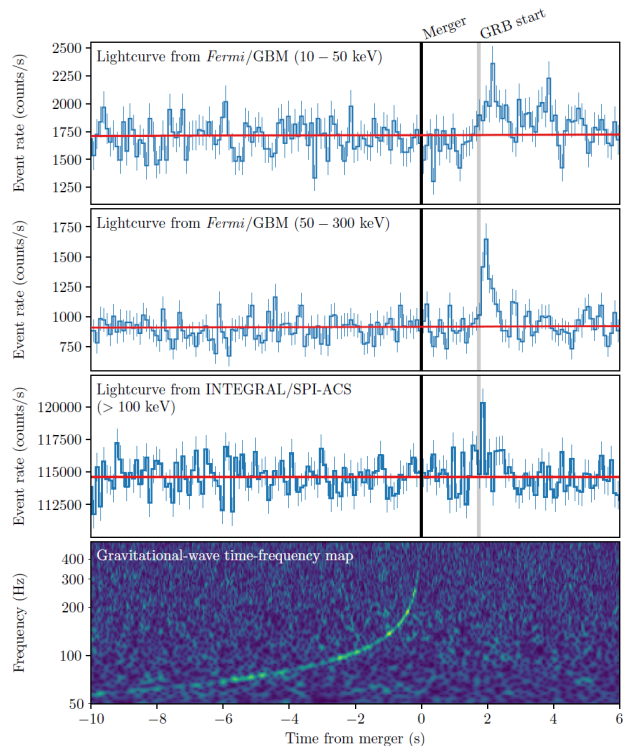 Merger
GRB start
Lightcurve from Fermi/GBM (10 − 50 keV)
Event rate (counts/s)
2500
2250
2000
1750
1500
1250
Lightcurve from Fermi/GBM (50 − 300 keV)
Event rate (counts/s)
1750
1500
1250
1000
750
Lightcurve from INTEGRAL/SPI-ACS
(> 100 keV)
Event rate (counts/s)
120000
117500
115000
112500
Gravitational-wave time-frequency map
Frequency (Hz)
500
300
200
100
50
−10 −8 −6 −4 −2 0 2 4 6
Time from merger (s)